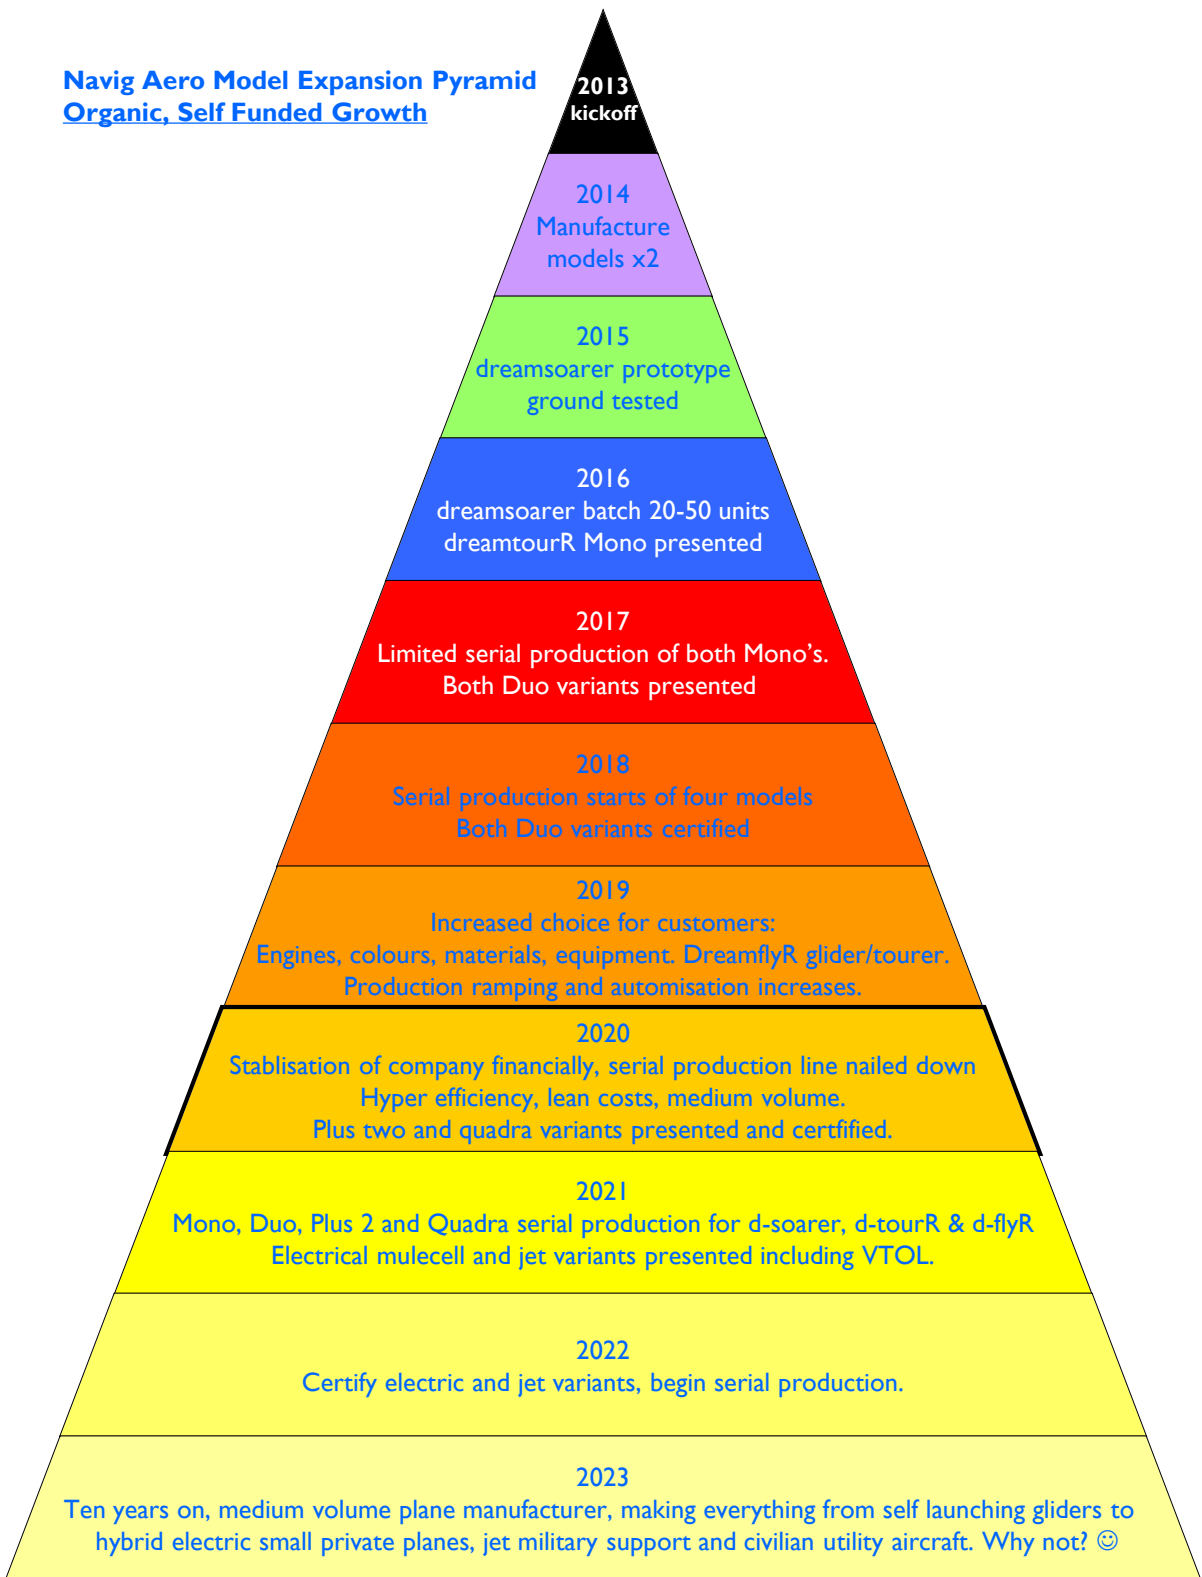 Navig Aero Model Expansion Pyramid
Organic, Self Funded Growth
2013
kickoff
2014
Manufacture
models x2
2015
dreamsoarer prototype
ground tested
2016
dreamsoarer batch 20-50 units
dreamtourR Mono presented
2017
Limited serial production of both Mono’s.
Both Duo variants presented
2018
Serial production starts of four models
Both Duo variants certified
2019
Increased choice for customers:
Engines, colours, materials, equipment. DreamflyR glider/tourer.
Production ramping and automisation increases.
2020
Stablisation of company financially, serial production line nailed down
Hyper efficiency, lean costs, medium volume.
Plus two and quadra variants presented and certfified.
2021
Mono, Duo, Plus 2 and Quadra serial production for d-soarer, d-tourR & d-flyR
Electrical mulecell and jet variants presented including VTOL.
2022
Certify electric and jet variants, begin serial production.
2023
Ten years on, medium volume plane manufacturer, making everything from self launching gliders to
hybrid electric small private planes, jet military support and civilian utility aircraft. Why not? ☺